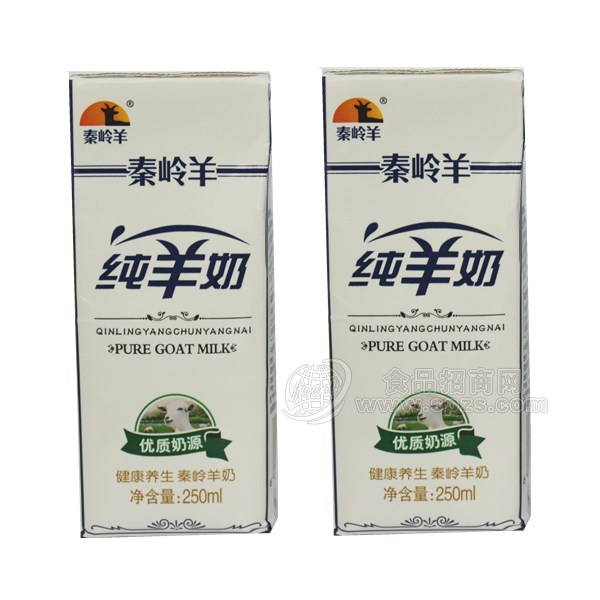 ®
秦岭羊
秦岭羊
纯羊奶
QINLINGYANGCHUNYANGNAI
PURE GOAT MILK
优质奶源
健康养生 秦岭羊奶
净含量:250ml
®
秦岭羊
秦岭羊
纯羊奶
QINLINGYANGCHUNYANGNAI
PURE GOAT MILK
优质奶源
健康养生 秦岭羊奶
净含量:250ml
食品招商网
www.spzs.com